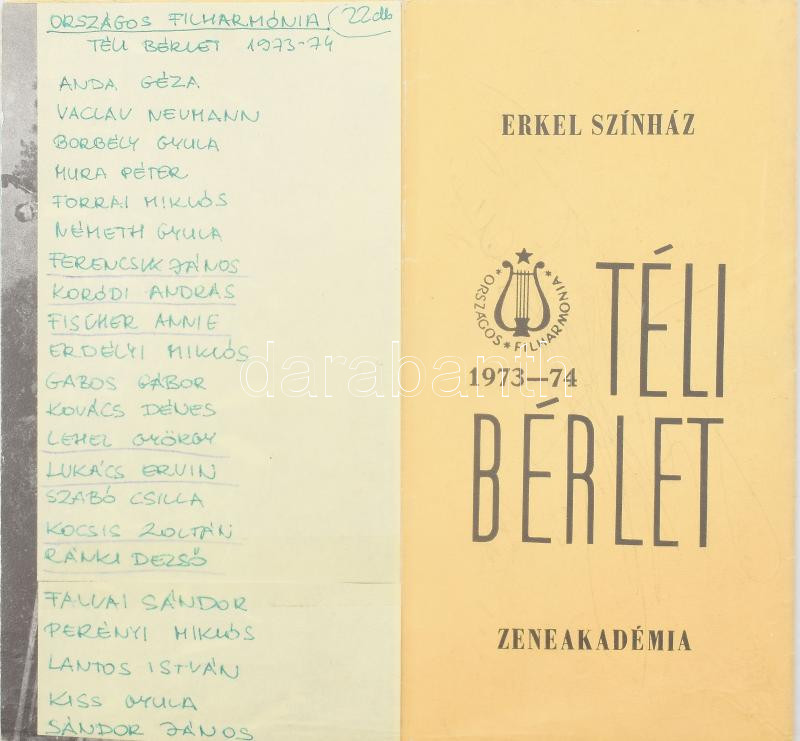 ORSZÁGOS FILHARMÓNIA (22 db
TÉLI BÉRLET 1973-74
ANDA GÉZA
VACLAV NEUMANN
BORBÉLY GYULA
MURA PÉTER
FORRAI MIKLÓS
NÉMETH GYULA
FERENCSIK JÁNOS
KORÓDI ANDRÁS
FISCHER ANNIE
ERDÉLYI MIKLÓS
GABOS GÁBOR
KOVÁCS DÉNES
LEHEL GYÖRGY
LUKÁCS ERVIN
SZABÓ CSILLA
KOCSIS ZOLTÁN
RÁNKI DEZSŐ
FALVAI SÁNDOR
PERÉNYI MIKLÓS
LANTOS ISTVÁN
KISS GYULA
SÁNDOR JÁNOS
ERKEL SZÍNHÁZ
ORSZÁGOS * FILHARMONIA *
1973—74
TÉLI
BÉRLET
ZENEAKADÉMIA
darabanth.com